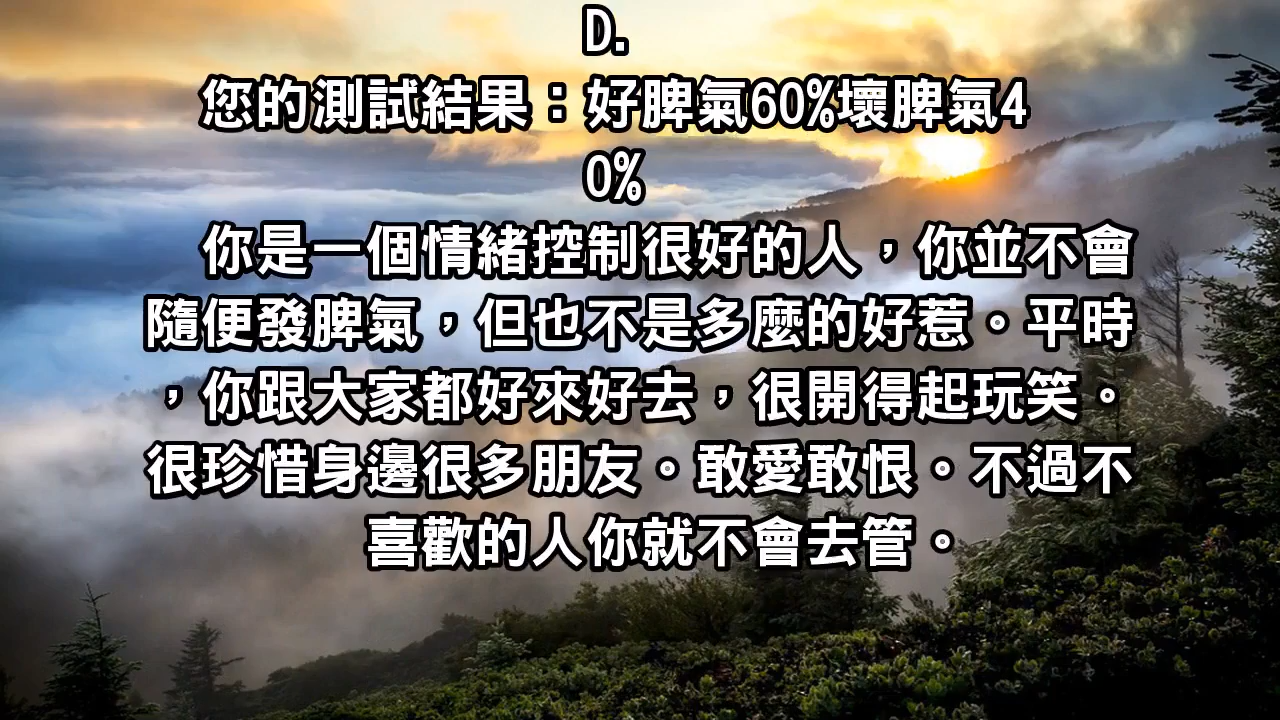 D.
您的測試結果：好脾氣60%壞脾氣4
0%
你是一個情緒控制很好的人，你並不會
隨便發脾氣，但也不是多麼的好惹。平時
，你跟大家都好來好去，很開得起玩笑。
很珍惜身邊很多朋友。敢愛敢恨。不過不
喜歡的人你就不會去管。